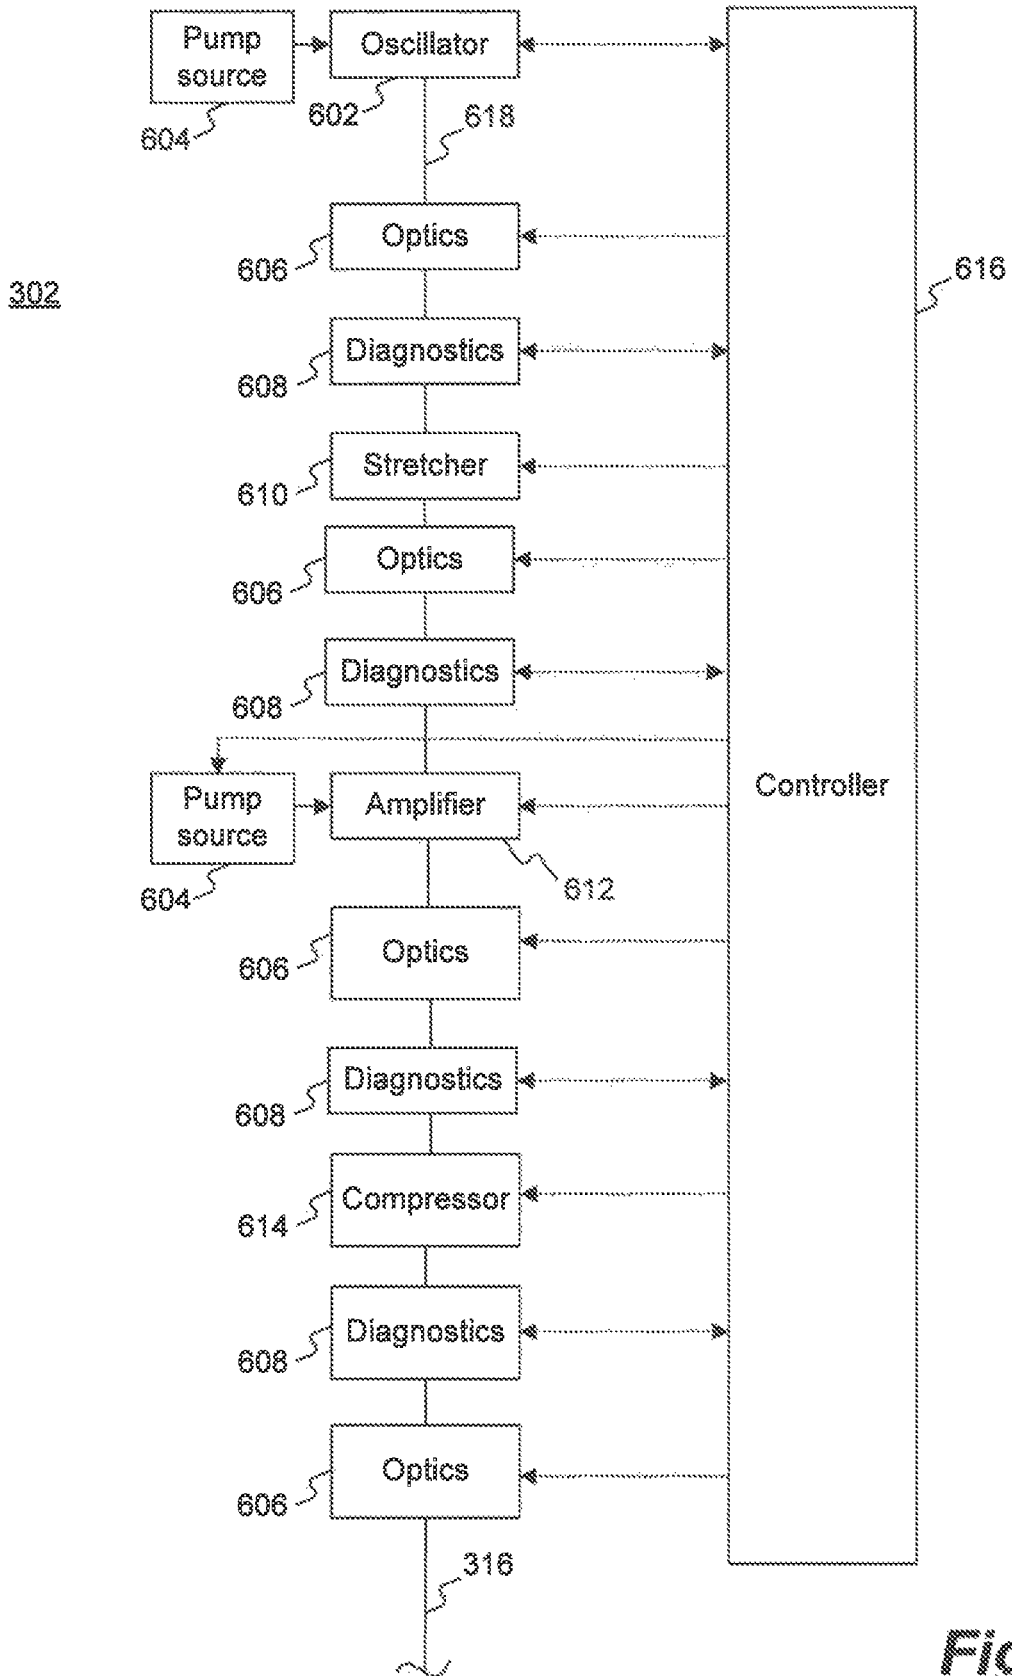 Pump
source
604
Oscillator
602
618
Optics
606
302
616
Diagnostics
608
Stretcher
610
Optics
606
Diagnostics
608
Controller
Pump
source
604
Amplifier
612
Optics
606
Diagnostics
608
Compressor
614
Diagnostics
608
Optics
606
316